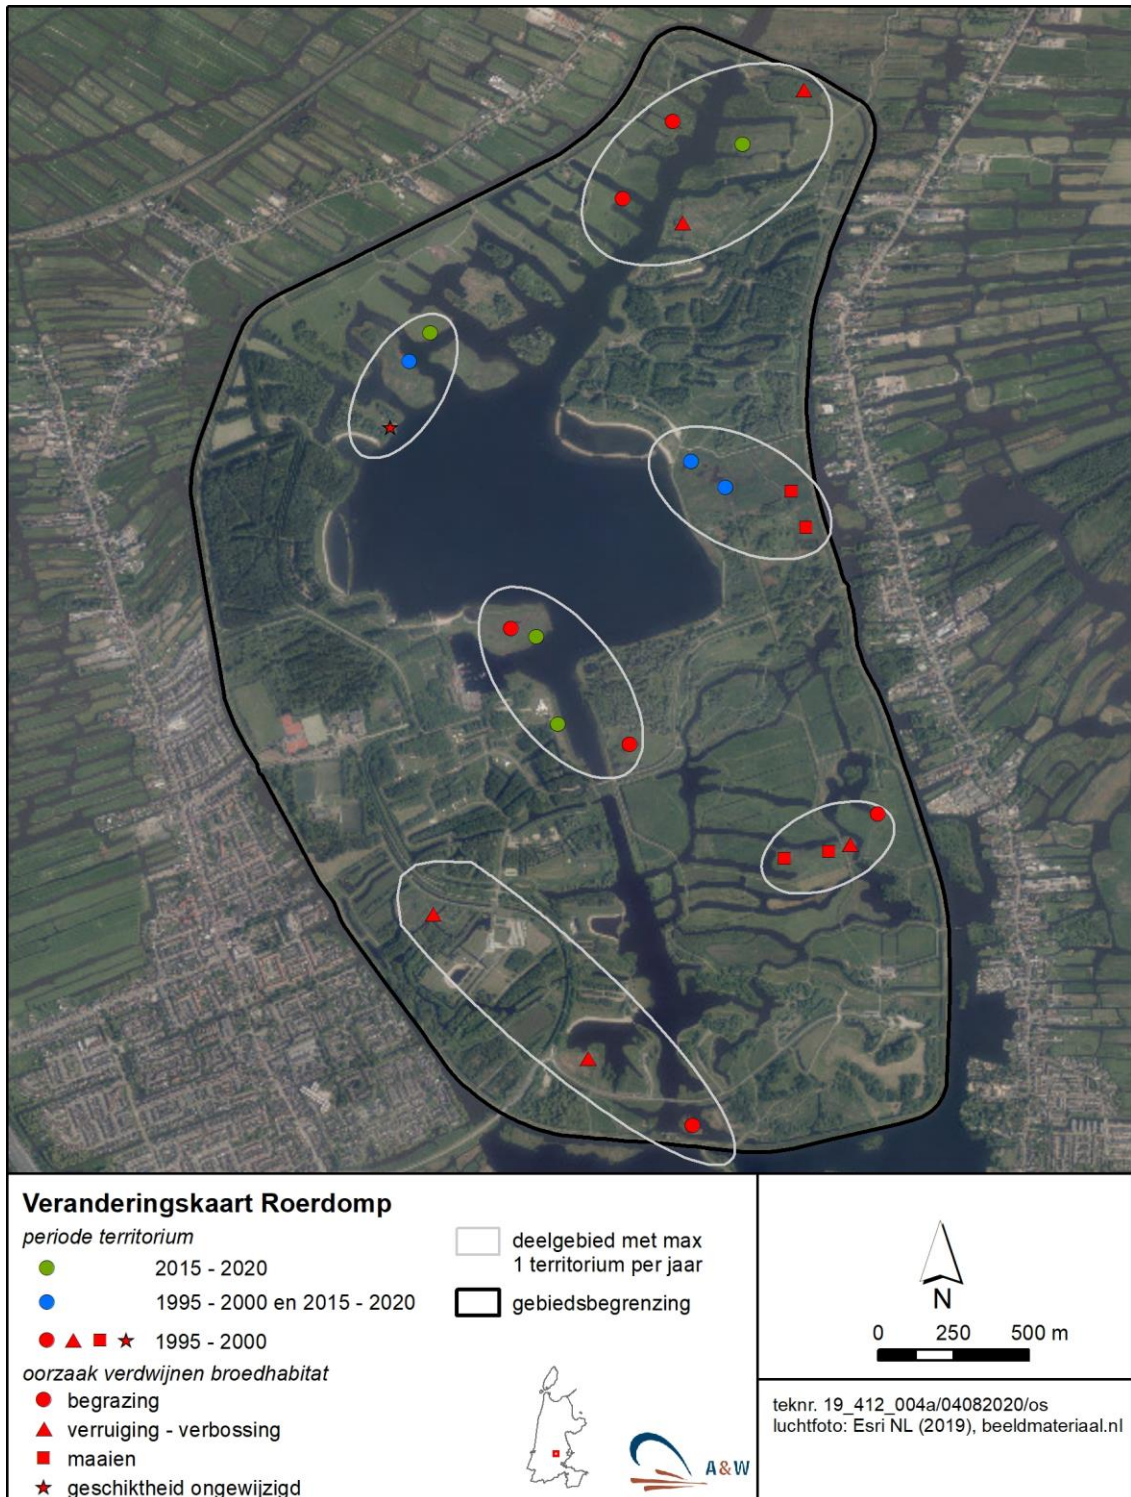 Veranderingskaart Roerdomp
periode territorium
2015 - 2020
1995 - 2000 en 2015 - 2020
1995 - 2000
oorzaak verdwijnen broedhabitat
begrazing
verruiging - verbossing
maaien
geschiktheid ongewijzigd
deelgebied met max
1 territorium per jaar
gebiedsbegrenzing
A&W
N
0 250 500 m
teknr. 19_412_004a/04082020/os
luchtfoto: Esri NL (2019), beeldmateriaal.nl